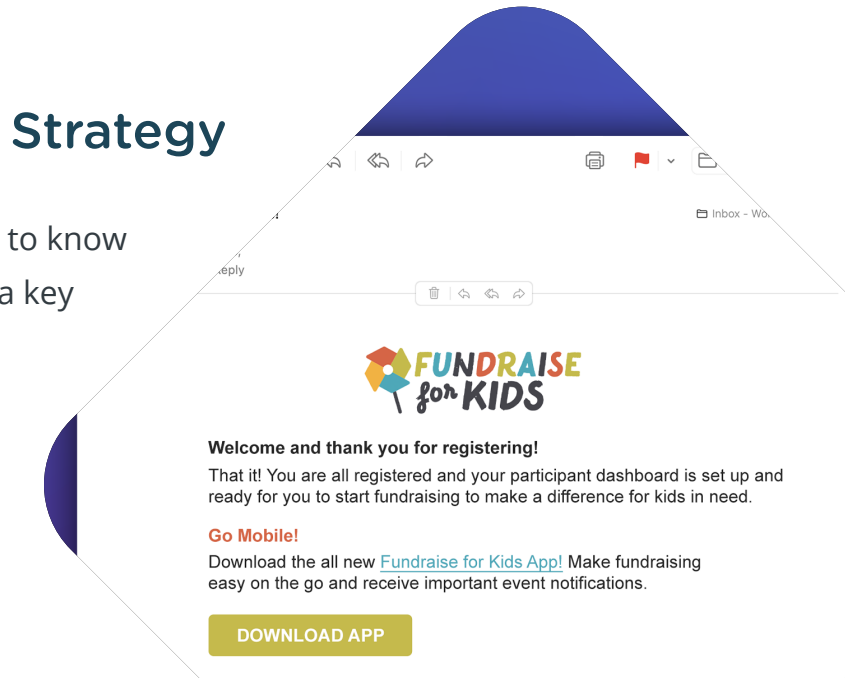 Strategy
to know
a key
Inbox - Wo
eply
FUNDRAISE
for KIDS
Welcome and thank you for registering!
That it! You are all registered and your participant dashboard is set up and
ready for you to start fundraising to make a difference for kids in need.
Go Mobile!
Download the all new Fundraise for Kids App! Make fundraising
easy on the go and receive important event notifications.
DOWNLOAD APP